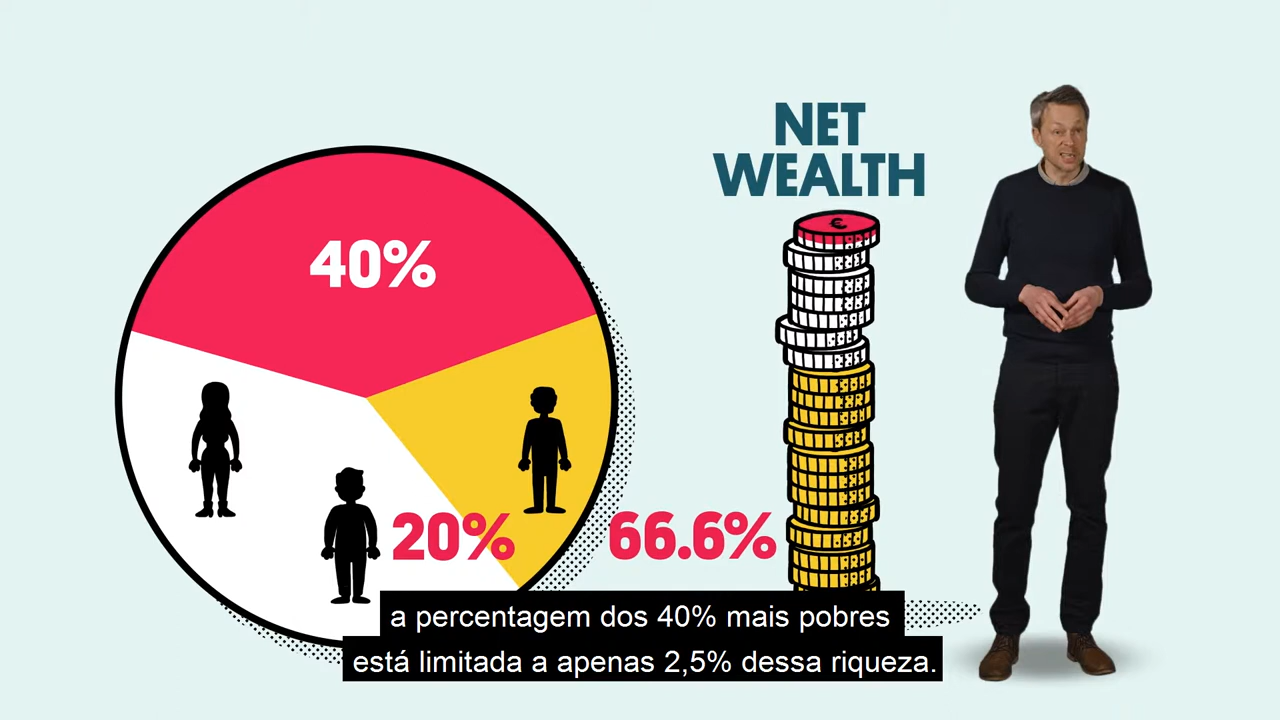 NET
WEALTH
€
40%
20%
66.6%
a percentagem dos 40% mais pobres
está limitada a apenas 2,5% dessa riqueza.